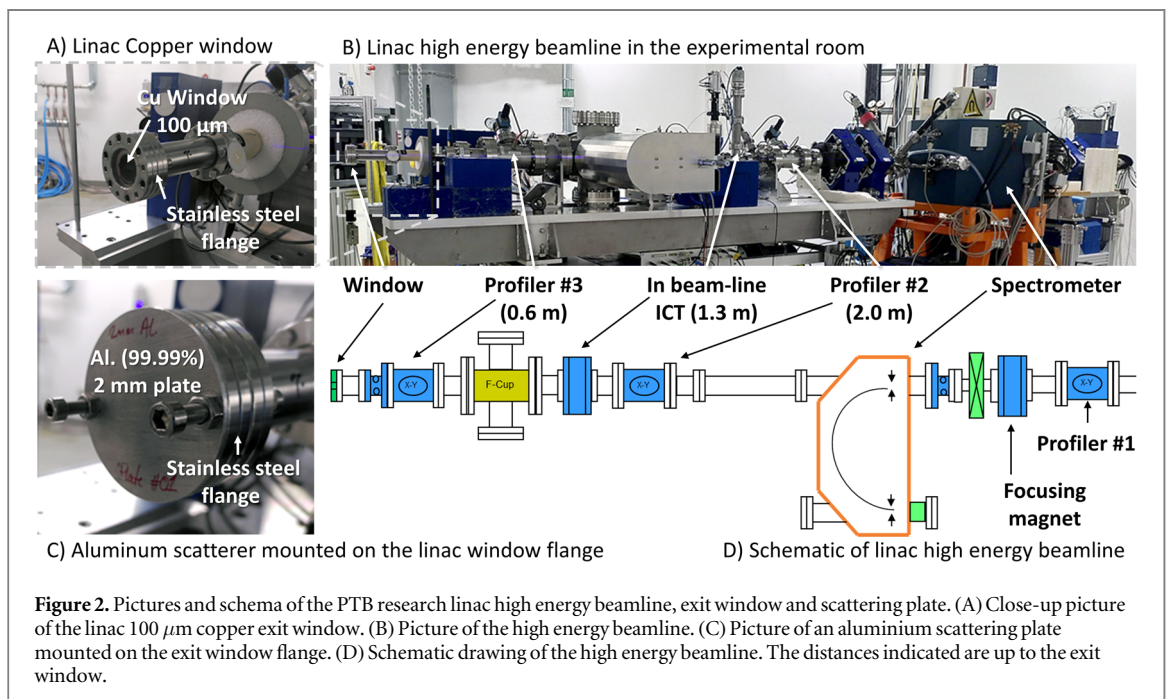 A) Linac Copper window
B) Linac high energy beamline in the experimental room
Cu Window
100 μm
Stainless steel
flange
Window
Profiler #3
(0.6 m)
In beam-line
ICT (1.3 m)
Profiler #2
(2.0 m)
Spectrometer
2mm Al
Al. (99.99%)
2 mm plate
Stainless steel
flange
Plate #01
X-Y
F-Cup
X-Y
X-Y
Profiler #1
Focusing
magnet
C) Aluminum scatterer mounted on the linac window flange
D) Schematic of linac high energy beamline
Figure 2. Pictures and schema of the PTB research linac high energy beamline, exit window and scattering plate. (A) Close-up picture
of the linac 100 μm copper exit window. (B) Picture of the high energy beamline. (C) Picture of an aluminium scattering plate
mounted on the exit window flange. (D) Schematic drawing of the high energy beamline. The distances indicated are up to the exit
window.